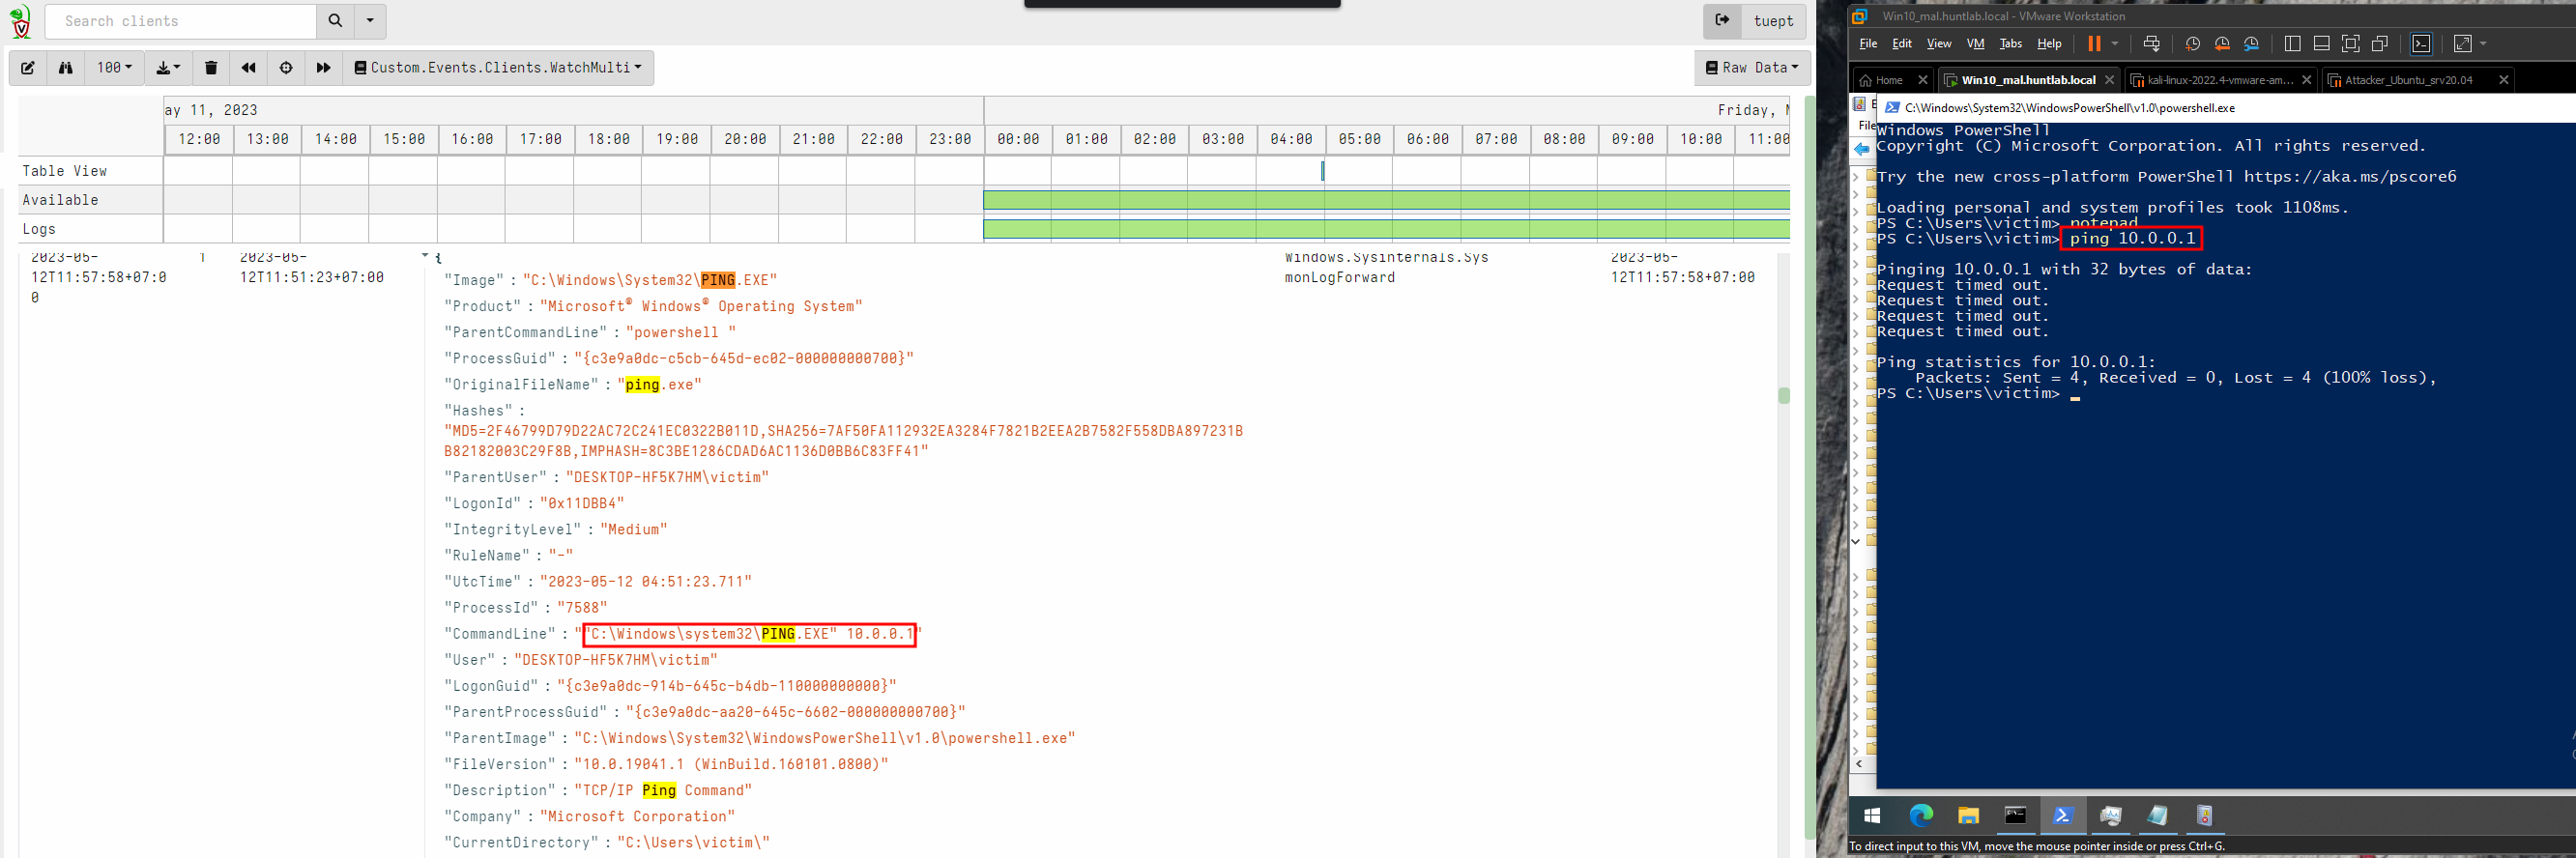 Search clients
tuept
100
Custom.Events.Clients.WatchMulti
Raw Data
ay 11, 2023
Friday, M
12:00 13:00 14:00 15:00 16:00 17:00 18:00 19:00 20:00 21:00 22:00 23:00 00:00 01:00 02:00 03:00 04:00 05:00 06:00 07:00 08:00 09:00 10:00 11:00
Table View
Available
Logs
2023-05-
12T11:57:58+07:0
0
1
2023-05-
12T11:51:23+07:00
{
"Image" : "C:\Windows\System32\PING.EXE"
"Product" : "Microsoft® Windows® Operating System"
"ParentCommandLine" : "powershell "
"ProcessGuid" : "{c3e9a0dc-c5cb-645d-ec02-000000000700}"
"OriginalFileName" : "ping.exe"
"Hashes" :
"MD5=2F46799D79D22AC72C241EC0322B011D,SHA256=7AF50FA112932EA3284F7821B2EEA2B7582F558DBA897231B
B82182003C29F8B,IMPHASH=8C3BE1286CDAD6AC1136D0BB6C83FF41"
"ParentUser" : "DESKTOP-HF5K7HM\victim"
"LogonId" : "0x11DBB4"
"IntegrityLevel" : "Medium"
"RuleName" : "-"
"UtcTime" : "2023-05-12 04:51:23.711"
"ProcessId" : "7588"
"CommandLine" : ""C:\Windows\system32\PING.EXE" 10.0.0.1"
"User" : "DESKTOP-HF5K7HM\victim"
"LogonGuid" : "{c3e9a0dc-914b-645c-b4db-110000000000}"
"ParentProcessGuid" : "{c3e9a0dc-aa20-645c-6602-000000000700}"
"ParentImage" : "C:\Windows\System32\WindowsPowerShell\v1.0\powershell.exe"
"FileVersion" : "10.0.19041.1 (WinBuild.160101.0800)"
"Description" : "TCP/IP Ping Command"
"Company" : "Microsoft Corporation"
"CurrentDirectory" : "C:\Users\victim\"
Windows.Sysinternals.Sys
monLogForward
2023-05-
12T11:57:58+07:00
Win10_mal.huntlab.local - VMware Workstation
File Edit View VM Tabs Help
Home
Win10_mal.huntlab.local
kali-linux-2022.4-vmware-am...
Attacker_Ubuntu_srv20.04
File
C:\Windows\System32\WindowsPowerShell\v1.0\powershell.exe
Windows PowerShell
Copyright (C) Microsoft Corporation. All rights reserved.
Try the new cross-platform PowerShell https://aka.ms/pscore6
Loading personal and system profiles took 1108ms.
PS C:\Users\victim> notepad
PS C:\Users\victim> ping 10.0.0.1
Pinging 10.0.0.1 with 32 bytes of data:
Request timed out.
Request timed out.
Request timed out.
Request timed out.
Ping statistics for 10.0.0.1:
Packets: Sent = 4, Received = 0, Lost = 4 (100% loss),
PS C:\Users\victim>
To direct input to this VM, move the mouse pointer inside or press Ctrl+G.